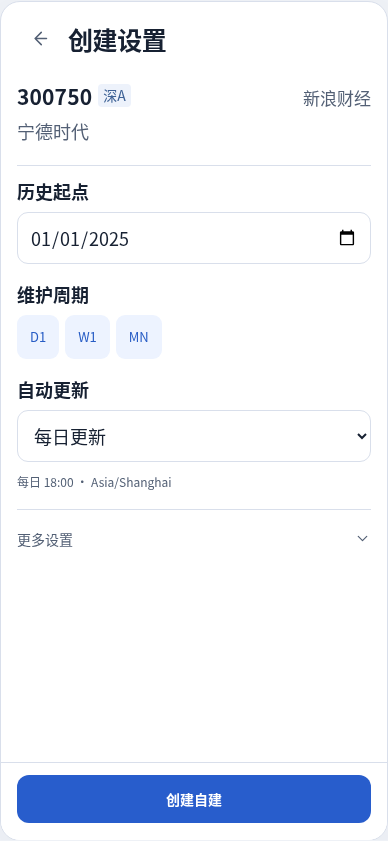 创建设置
300750 深A 新浪财经
宁德时代
历史起点
01/01/2025
维护周期
D1 W1 MN
自动更新
每日更新
每日 18:00 · Asia/Shanghai
更多设置
创建自建